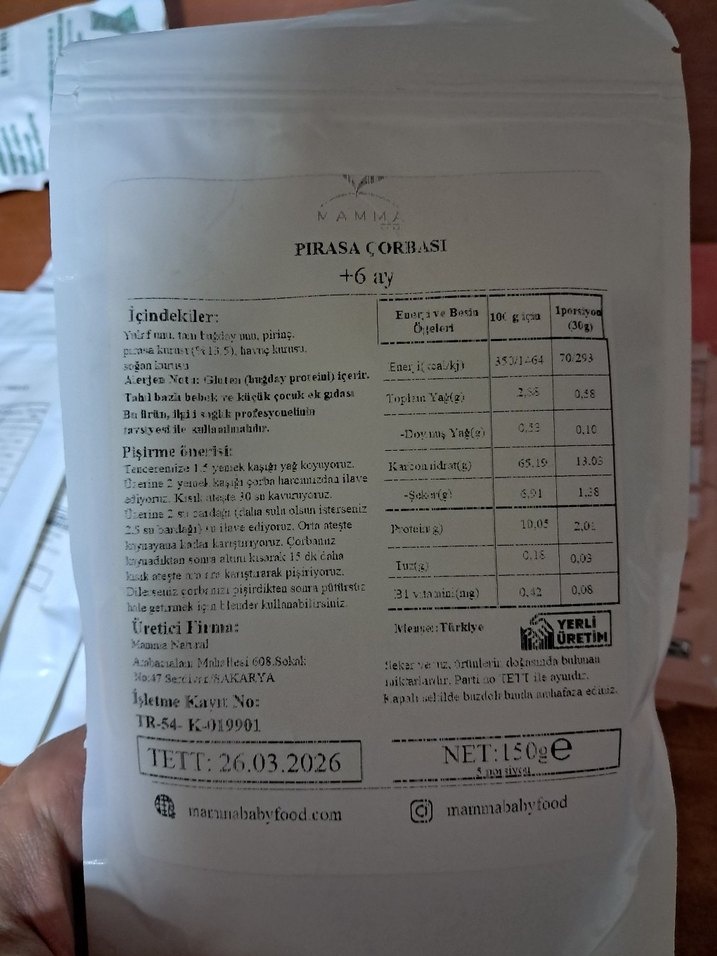 MAMMA
PIRASA ÇORBASI
+6 ay
İçindekiler:
Yulaf unu, tam buğday unu, pirinç,
pırasa kurusu (%13,5), havuç kurusu,
soğan kurusu
Alerjen Notu: Gluten (buğday proteini) içerir.
Tahıl bazlı bebek ve küçük çocuk ek gıdası
Bu ürün, ilgili sağlık profesyonelinin
tavsiyesi ile kullanılmalıdır.
Pişirme önerisi:
Tencerenize 1.5 yemek kaşığı yağ koyuyoruz.
Üzerine 2 yemek kaşığı çorba harcımızdan ilave
ediyoruz. Kısık ateşte 30 sn kavuruyoruz.
Üzerine 2 su bardağı (daha sulu olsun isterseniz
2.5 su bardağı) su ilave ediyoruz. Orta ateşte
kaynayana kadar karıştırıyoruz. Çorbamız
kaynadıktan sonra altını kısarak 15 dk daha
kısık ateşte ara ara karıştırarak pişiriyoruz.
Dilerseniz çorbanızı pişirdikten sonra pütürsüz
hale getirmek için blender kullanabilirsiniz.
Üretici Firma:
Mamma Natural
Arabacıalanı Mahallesi 608.Sokak
No:47 Serdivan/SAKARYA
İşletme Kayıt No:
TR-54- K-019901
TETT: 26.03.2026
mammababyfood.com
Enerji ve Besin Öğeleri 100 g için 1porsiyon (30g)
Enerji(kcal/kj) 350/1464 70/293
Toplam Yağ(g) 0,58
-Doymuş Yağ(g) 0,10
Karbonhidrat(g) 65,19 13,03
-Şeker(g) 6,91 1,38
Protein(g) 10,05 2,01
Tuz(g) 0,03
B1 vitamini(mg) 0,42 0,08
Menşei:Türkiye
YERLİ
ÜRETİM
Şeker ve tuz, ürünlerin doğasında bulunan
miktarlardır. Parti no TETT ile aynıdır.
Kapalı şekilde buzdolabında muhafaza ediniz.
NET:150g℮
5 porsiyon
mammababyfood